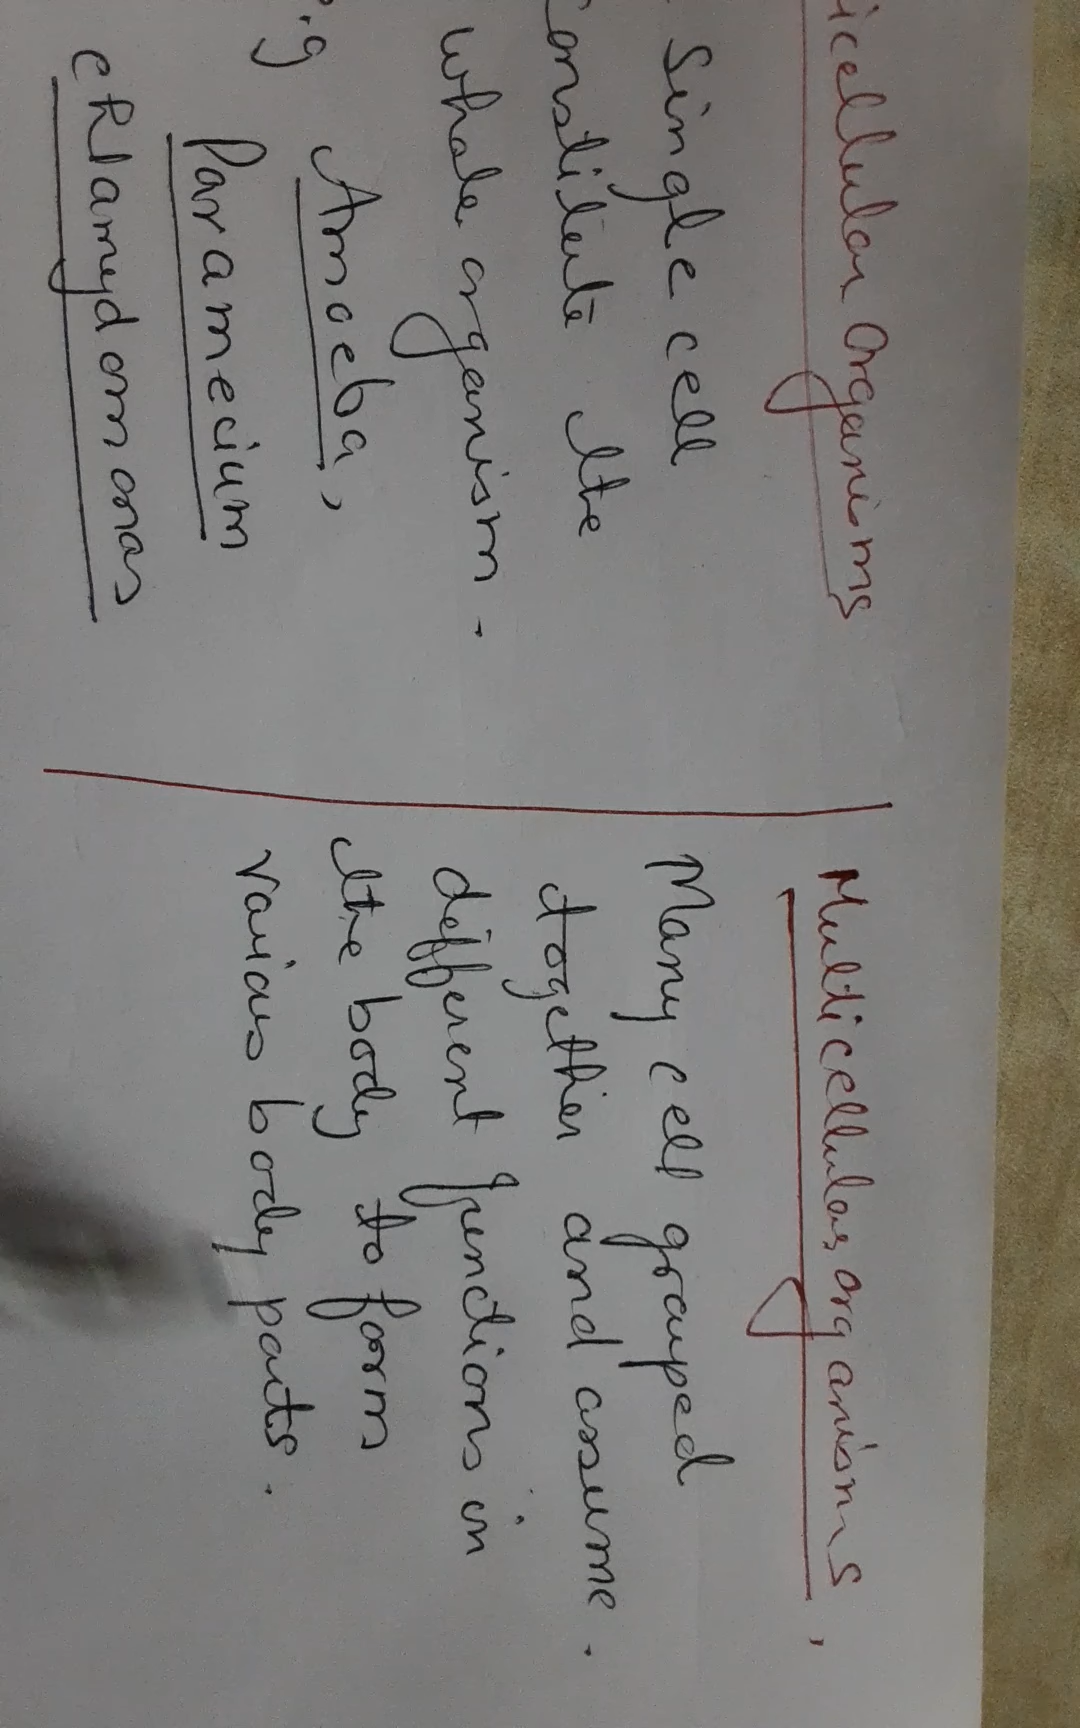 icellular Organisms
Single cell
Constitute the
whole organism.
e.g
Amoeba,
Paramecium
Chlamydomonas
Multicellular organisms,
Many cell grouped
together and assume.
different functions in
the body to form
various body parts.